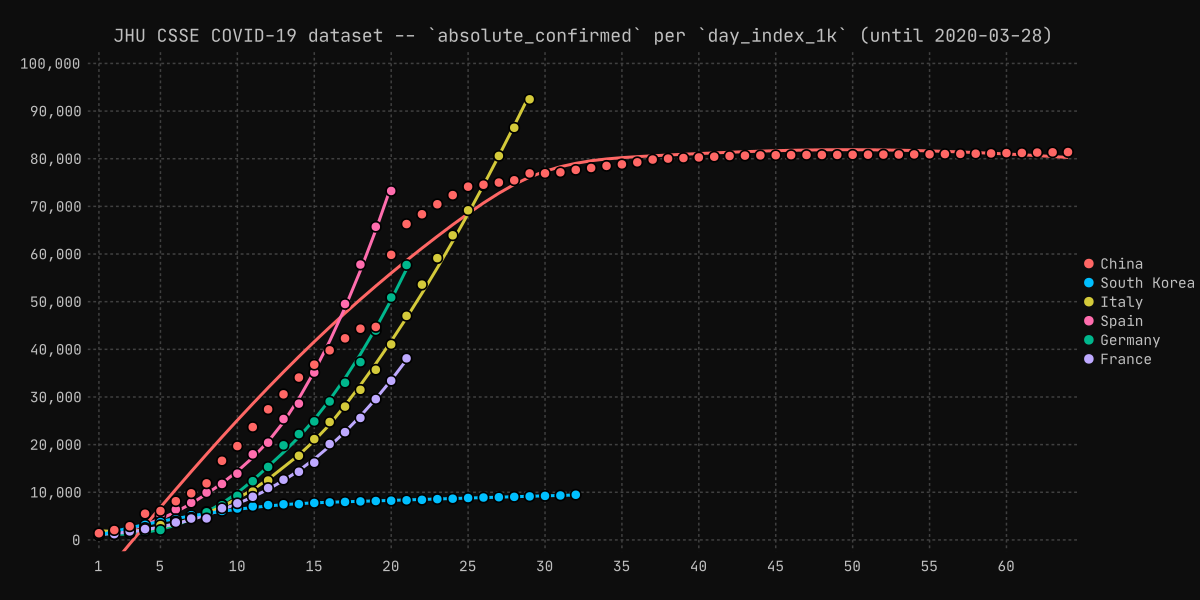 JHU CSSE COVID-19 dataset -- `absolute_confirmed` per `day_index_1k` (until 2020-03-28)
100,000
90,000
80,000
70,000
60,000
50,000
40,000
30,000
20,000
10,000
0
1 5 10 15 20 25 30 35 40 45 50 55 60
China
South Korea
Italy
Spain
Germany
France